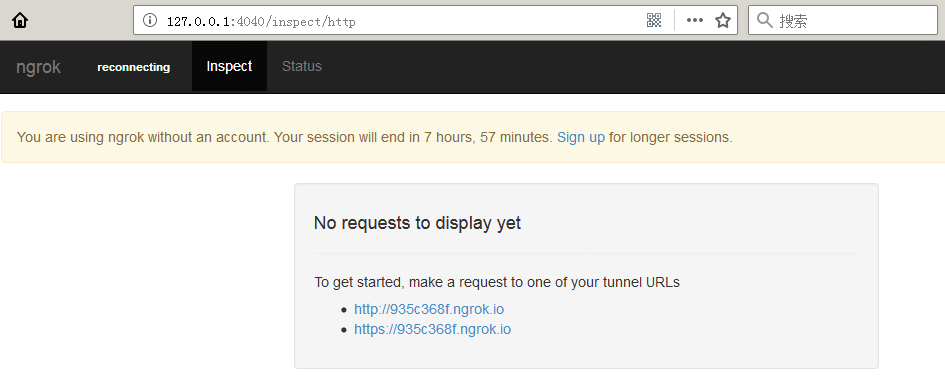 127.0.0.1:4040/inspect/http 搜索
ngrok reconnecting Inspect Status
You are using ngrok without an account. Your session will end in 7 hours, 57 minutes. Sign up for longer sessions.
No requests to display yet
To get started, make a request to one of your tunnel URLs
http://935c368f.ngrok.io
https://935c368f.ngrok.io